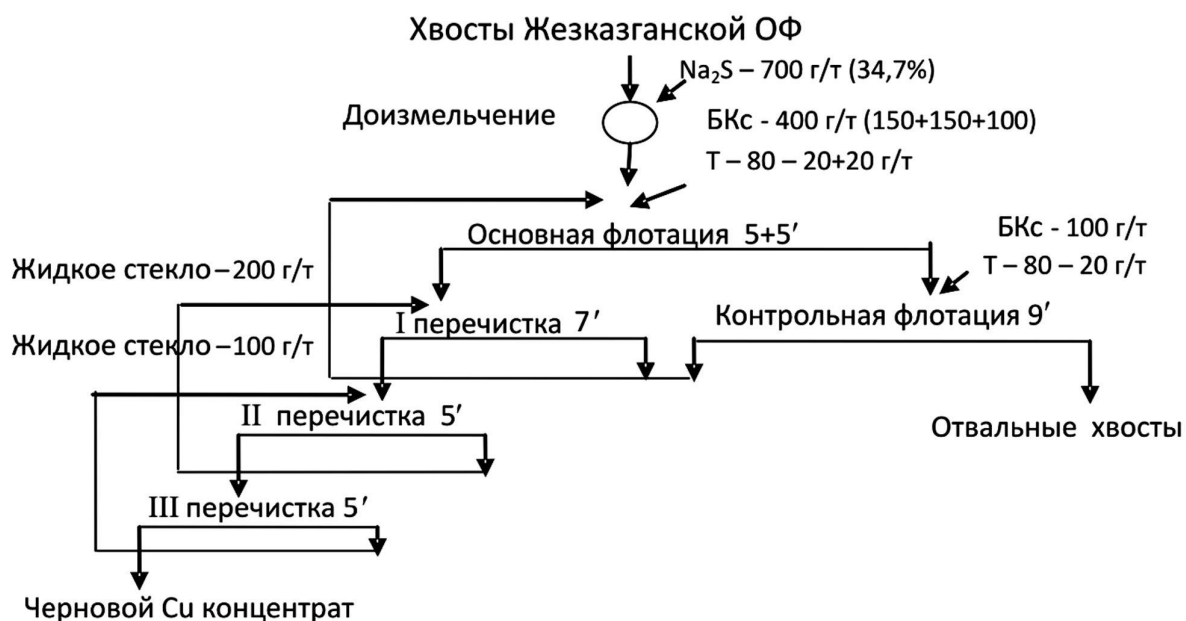 Хвосты Жезказганской ОФ
Na₂S – 700 г/т (34,7%)
Доизмельчение
БКс - 400 г/т (150+150+100)
Т – 80 – 20+20 г/т
Основная флотация 5+5′
БКс - 100 г/т
Т – 80 – 20 г/т
Жидкое стекло – 200 г/т
I перечистка 7′
Контрольная флотация 9′
Жидкое стекло – 100 г/т
II перечистка 5′
Отвальные хвосты
III перечистка 5′
Черновой Cu концентрат